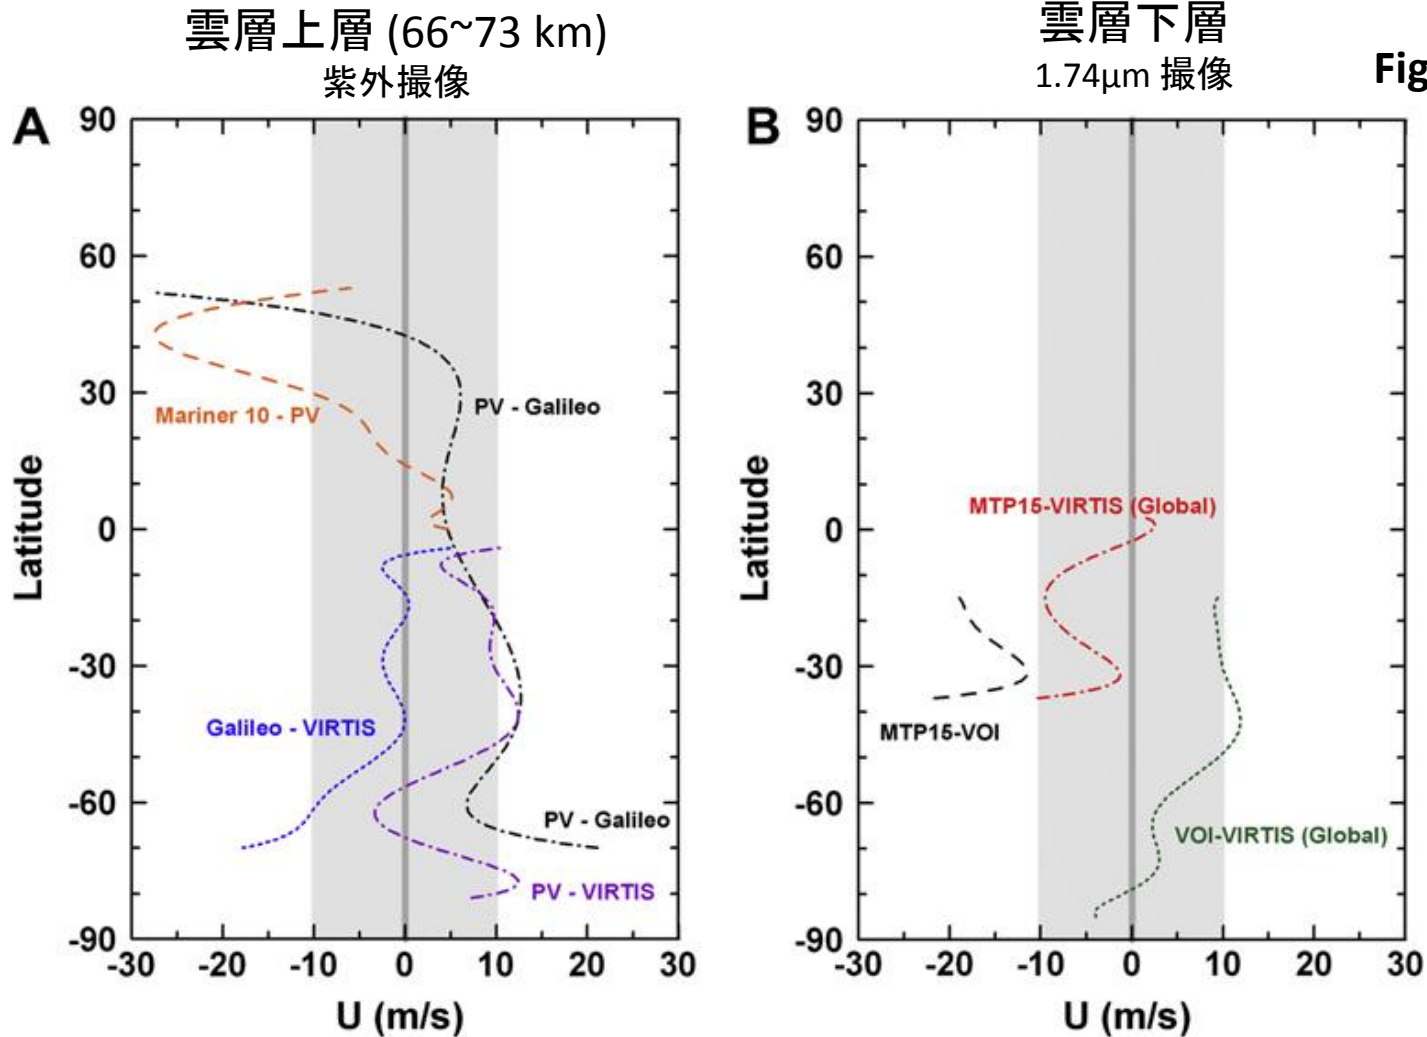 雲層上層 (66~73 km)
紫外撮像
雲層下層
1.74μm 撮像
Fig
A
90
60
30
0
-30
-60
-90
Latitude
-30 -20 -10 0 10 20 30
U (m/s)
Mariner 10 - PV
PV - Galileo
Galileo - VIRTIS
PV - Galileo
PV - VIRTIS
B
90
60
30
0
-30
-60
-90
Latitude
-30 -20 -10 0 10 20 30
U (m/s)
MTP15-VIRTIS (Global)
MTP15-VOI
VOI-VIRTIS (Global)